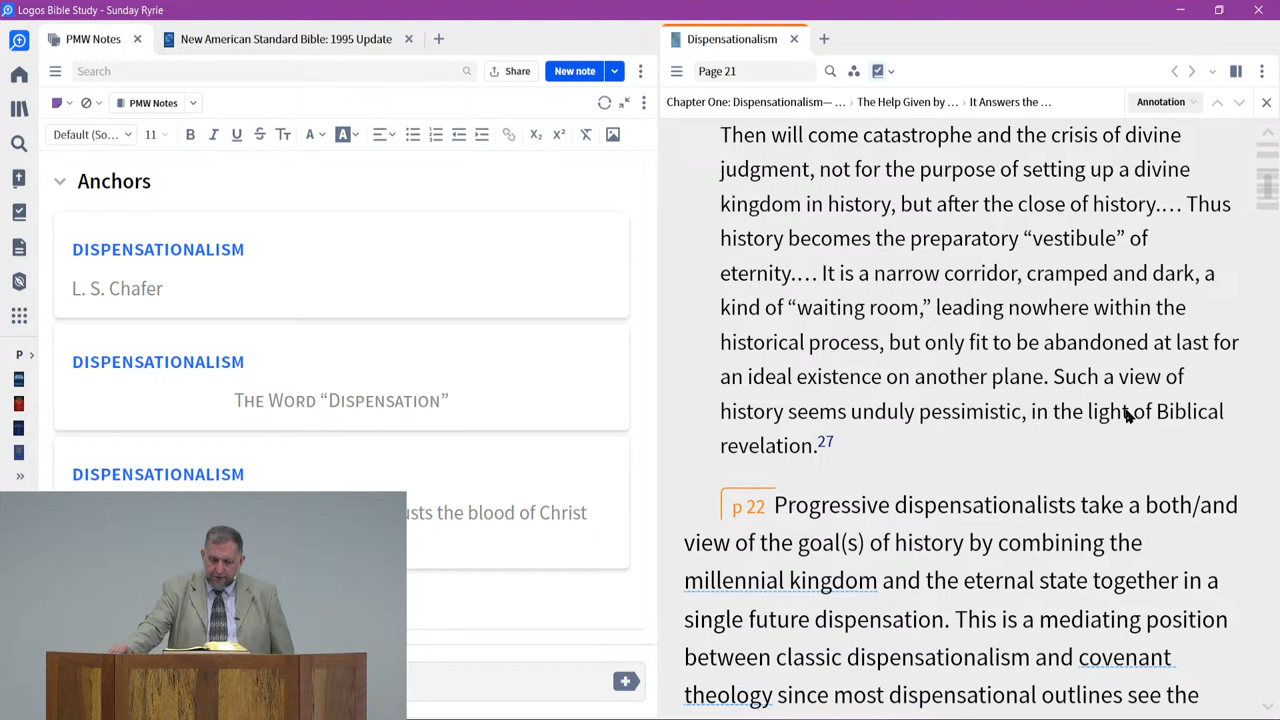 Logos Bible Study - Sunday Ryrie
PMW Notes
New American Standard Bible: 1995 Update
Search
Share
New note
PMW Notes
Default (So...
11
B I U S Tт A A X₂ X²
Anchors
DISPENSATIONALISM
L. S. Chafer
DISPENSATIONALISM
THE WORD “DISPENSATION”
DISPENSATIONALISM
usts the blood of Christ
P
Dispensationalism
Page 21
Chapter One: Dispensationalism— ... › The Help Given by ... › It Answers the ...
Annotation
Then will come catastrophe and the crisis of divine
judgment, not for the purpose of setting up a divine
kingdom in history, but after the close of history.… Thus
history becomes the preparatory “vestibule” of
eternity.… It is a narrow corridor, cramped and dark, a
kind of “waiting room,” leading nowhere within the
historical process, but only fit to be abandoned at last for
an ideal existence on another plane. Such a view of
history seems unduly pessimistic, in the light of Biblical
revelation.27
p 22 Progressive dispensationalists take a both/and
view of the goal(s) of history by combining the
millennial kingdom and the eternal state together in a
single future dispensation. This is a mediating position
between classic dispensationalism and covenant
theology since most dispensational outlines see the